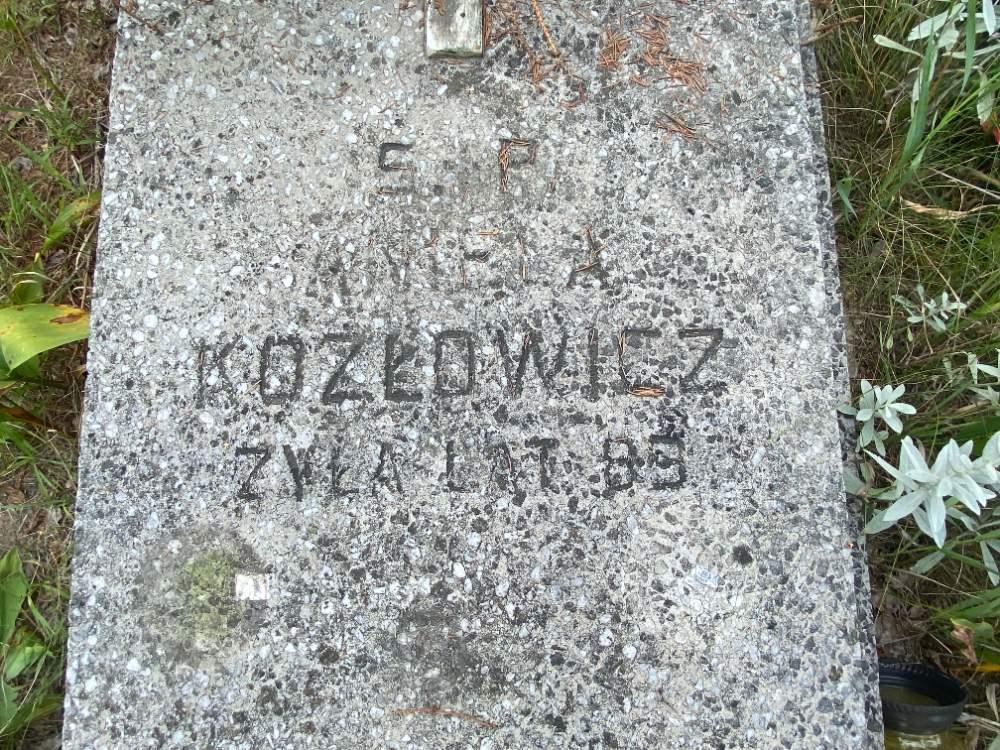 S P
KOZŁOWICZ
ŻYŁA LAT 83